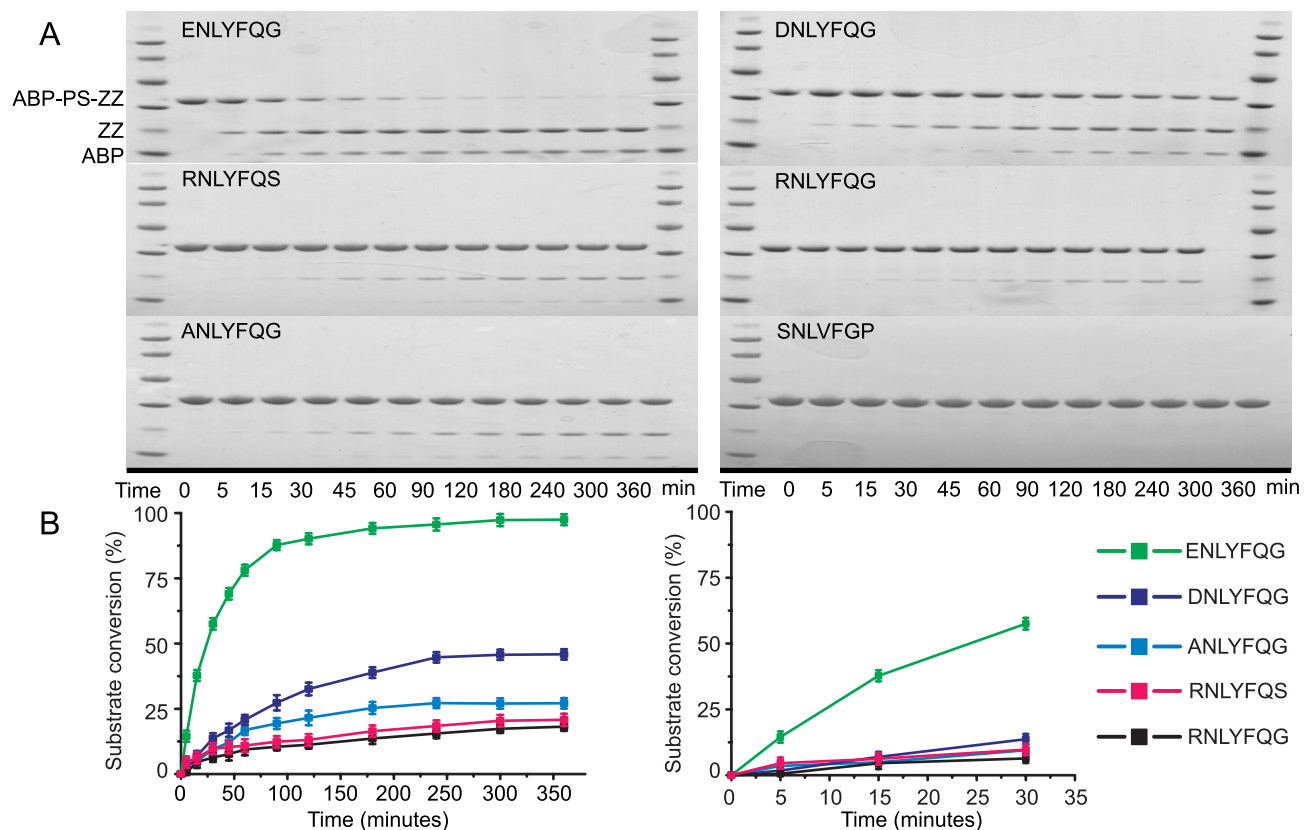 A
ENLYFQG
DNLYFQG
ABP-PS-ZZ
ZZ
ABP
RNLYFQS
RNLYFQG
ANLYFQG
SNLVFGP
Time 0 5 15 30 45 60 90 120 180 240 300 360 min
Time 0 5 15 30 45 60 90 120 180 240 300 360 min
B
Substrate conversion (%)
100
75
50
25
0
0 50 100 150 200 250 300 350
Time (minutes)
Substrate conversion (%)
100
75
50
25
0
0 5 10 15 20 25 30 35
Time (minutes)
ENLYFQG
DNLYFQG
ANLYFQG
RNLYFQS
RNLYFQG